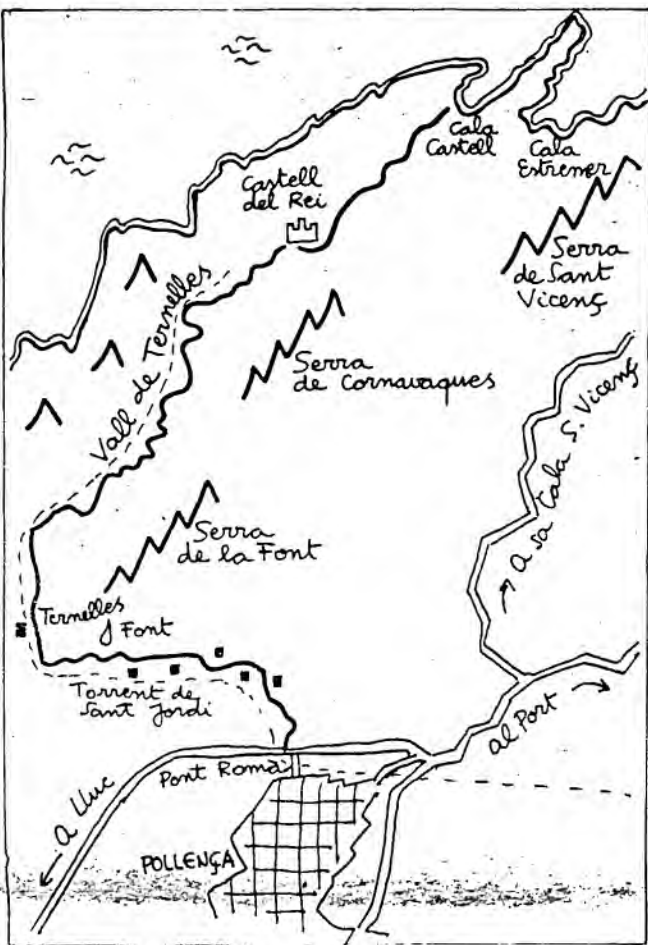 Cala
Castell
Cala
Estrener
Castell
del Rei
Serra
de Sant
Vicenç
Vall de Ternelles
Serra
de Cornavaques
A sa Cala S. Vicenç
Serra
de la Font
Ternelles
Font
Torrent de
Sant Jordi
al Port
Pont Romà
A Lluc
POLLENÇA